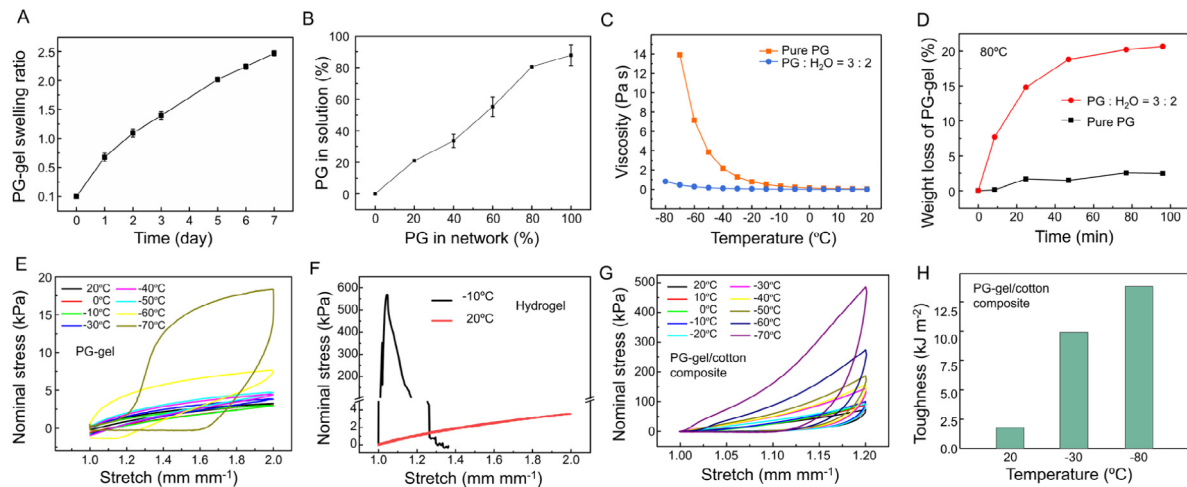 A
PG-gel swelling ratio
2.5
2.0
1.5
1.0
0.5
0.1
0 1 2 3 4 5 6 7
Time (day)
B
PG in solution (%)
100
80
60
40
20
0
0 20 40 60 80 100
PG in network (%)
C
Viscosity (Pa s)
16
14
12
10
8
6
4
2
0
Pure PG
PG : H₂O = 3 : 2
-80 -60 -40 -20 0 20
Temperature (ºC)
D
Weight loss of PG-gel (%)
20
15
10
5
0
80ºC
PG : H₂O = 3 : 2
Pure PG
0 20 40 60 80 100
Time (min)
E
Nominal stress (kPa)
20
15
10
5
0
20ºC
0ºC
-10ºC
-30ºC
-40ºC
-50ºC
-60ºC
-70ºC
PG-gel
1.0 1.2 1.4 1.6 1.8 2.0
Stretch (mm mm⁻¹)
F
Nominal stress (kPa)
600
500
400
300
200
100
4
2
0
-10ºC
20ºC
Hydrogel
1.0 1.2 1.4 1.6 1.8 2.0
Stretch (mm mm⁻¹)
G
Nominal stress (kPa)
500
400
300
200
100
0
20ºC
10ºC
0ºC
-10ºC
-20ºC
-30ºC
-40ºC
-50ºC
-60ºC
-70ºC
PG-gel/cotton
composite
1.00 1.05 1.10 1.15 1.20
Stretch (mm mm⁻¹)
H
Toughness (kJ m⁻²)
12.5
10.0
7.5
5.0
2.5
0.0
PG-gel/cotton
composite
20 -30 -80
Temperature (ºC)